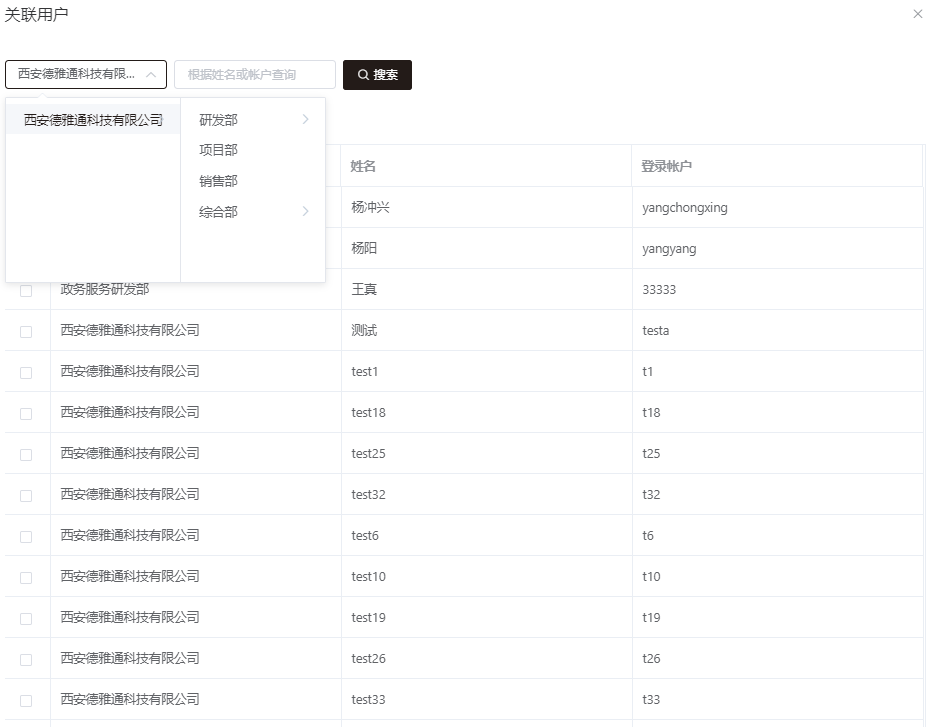 关联用户
西安德雅通科技有限... 根据姓名或帐户查询 搜索
西安德雅通科技有限公司 研发部
项目部
销售部
综合部
姓名 登录帐户
杨冲兴 yangchongxing
杨阳 yangyang
政务服务研发部 王真 33333
西安德雅通科技有限公司 测试 testa
西安德雅通科技有限公司 test1 t1
西安德雅通科技有限公司 test18 t18
西安德雅通科技有限公司 test25 t25
西安德雅通科技有限公司 test32 t32
西安德雅通科技有限公司 test6 t6
西安德雅通科技有限公司 test10 t10
西安德雅通科技有限公司 test19 t19
西安德雅通科技有限公司 test26 t26
西安德雅通科技有限公司 test33 t33